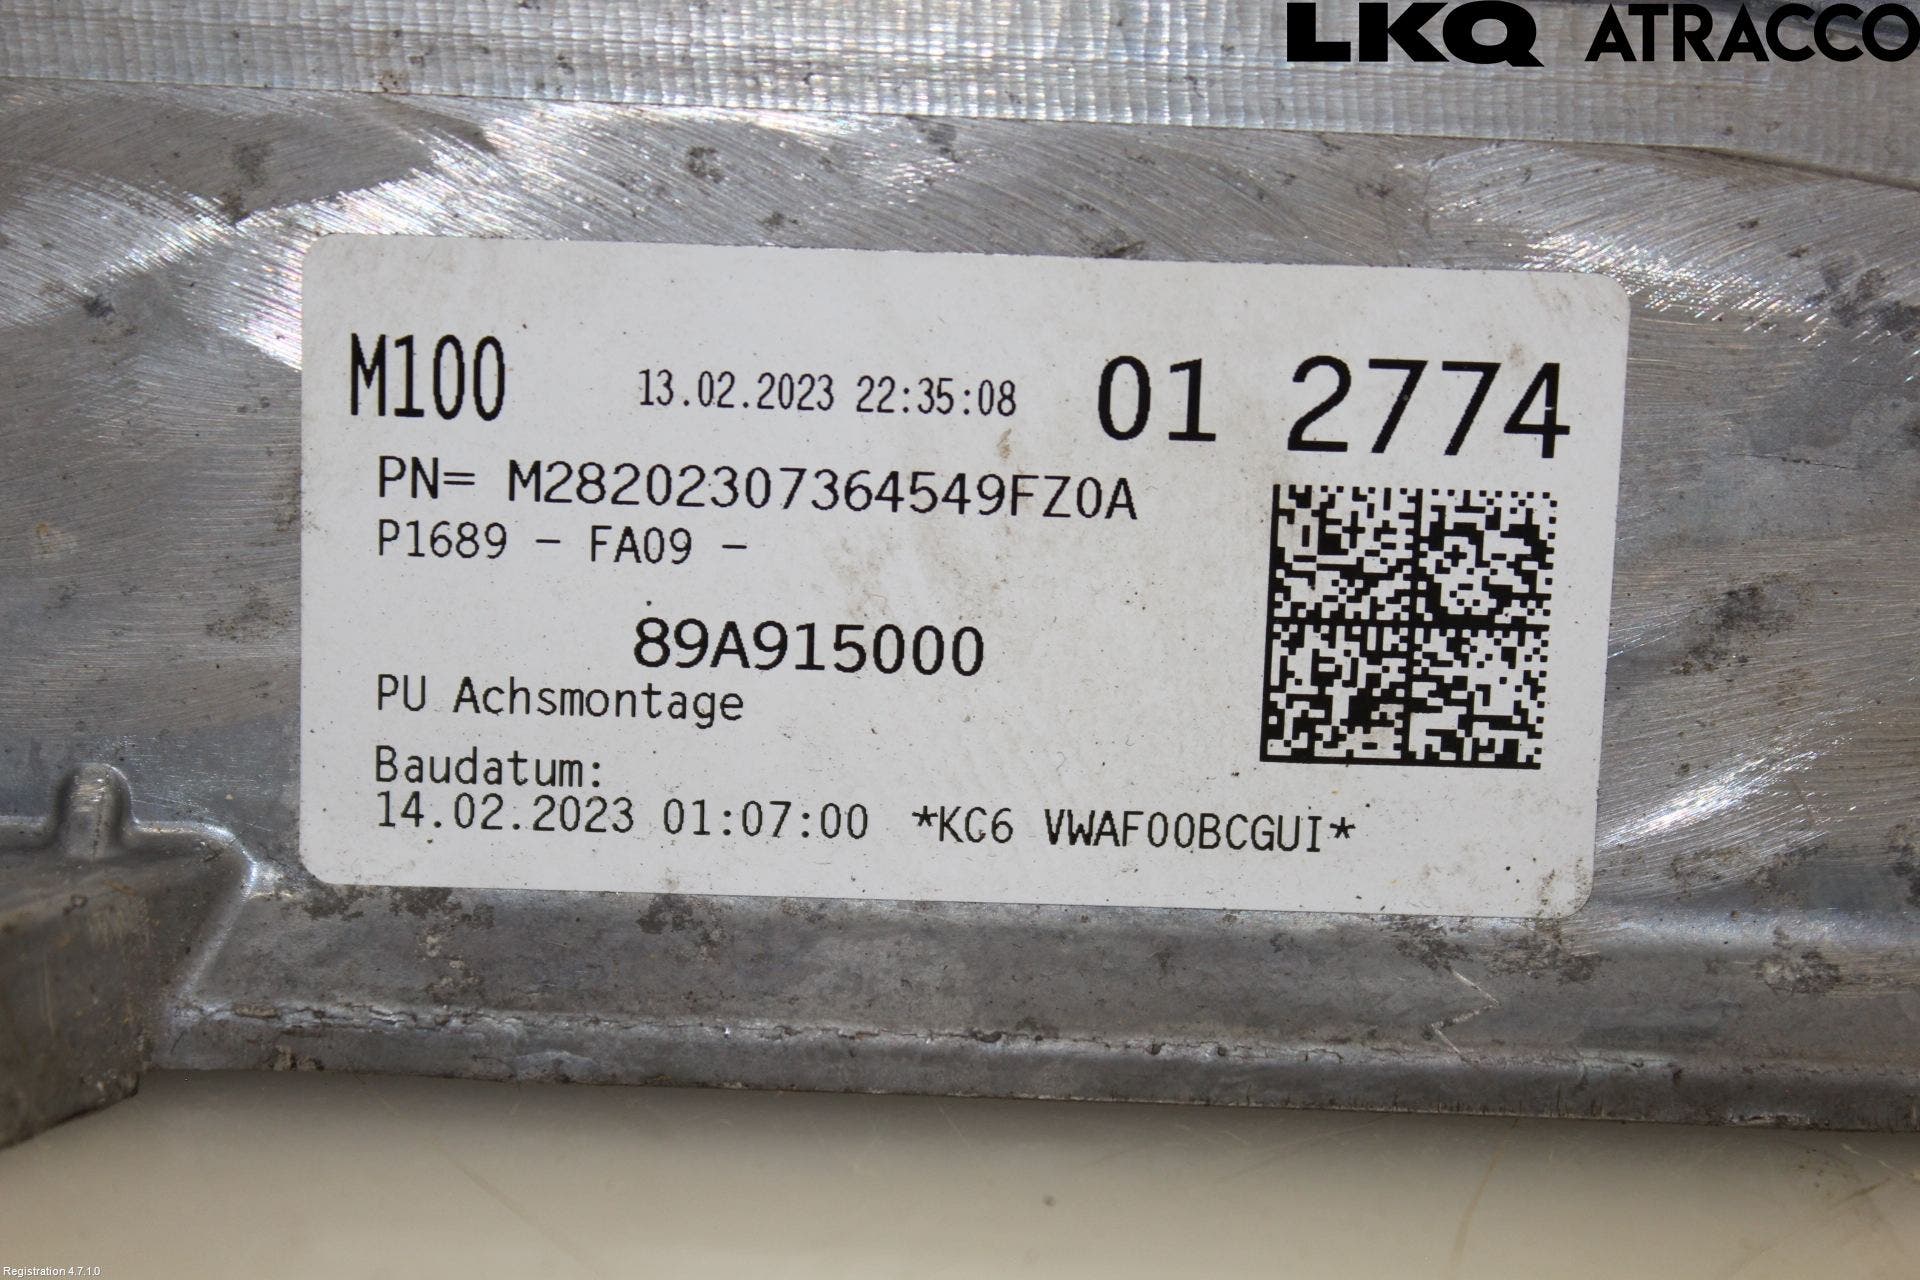 LKQ ATRACCO
M100 13.02.2023 22:35:08 01 2774
PN= M28202307364549FZ0A
P1689 - FA09 -
89A915000
PU Achsmontage
Baudatum:
14.02.2023 01:07:00 *KC6 VWAF00BCGUI*
Registration 4.7.1.0